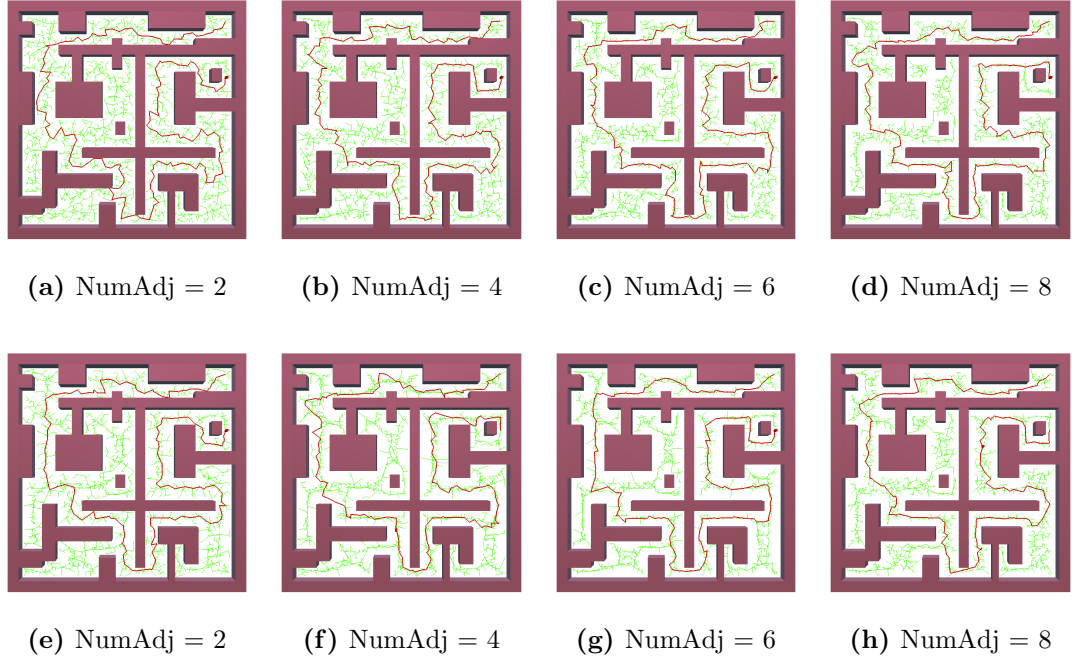 (a) NumAdj = 2 (b) NumAdj = 4 (c) NumAdj = 6 (d) NumAdj = 8
(e) NumAdj = 2 (f) NumAdj = 4 (g) NumAdj = 6 (h) NumAdj = 8